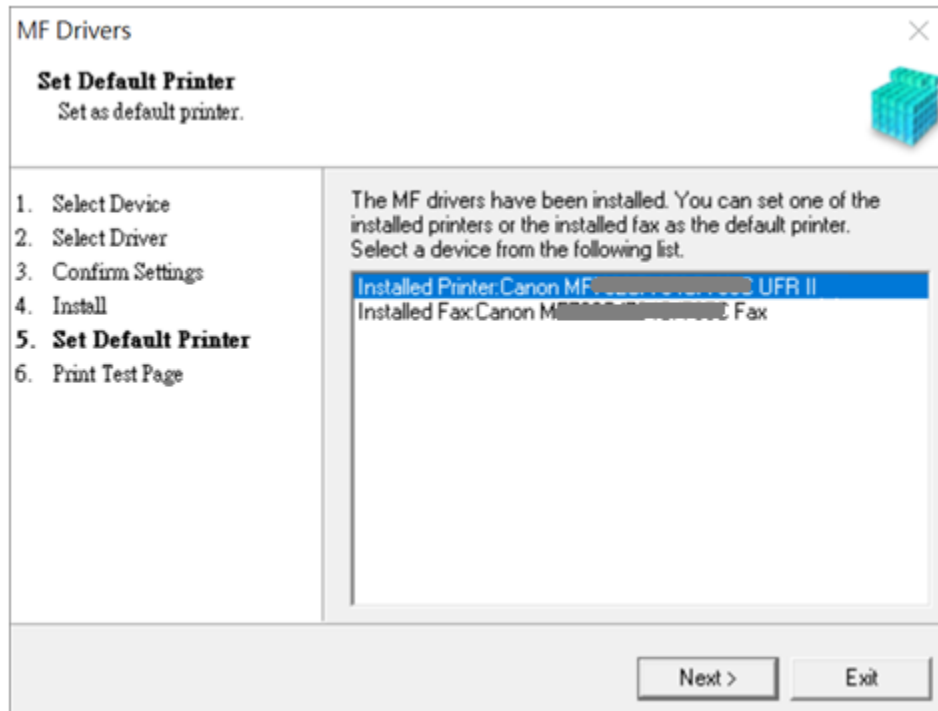 MF Drivers
Set Default Printer
Set as default printer.
1. Select Device
2. Select Driver
3. Confirm Settings
4. Install
5. Set Default Printer
6. Print Test Page
The MF drivers have been installed. You can set one of the
installed printers or the installed fax as the default printer.
Select a device from the following list.
Installed Printer:Canon UFR II
Installed Fax:Canon Fax
Next >
Exit